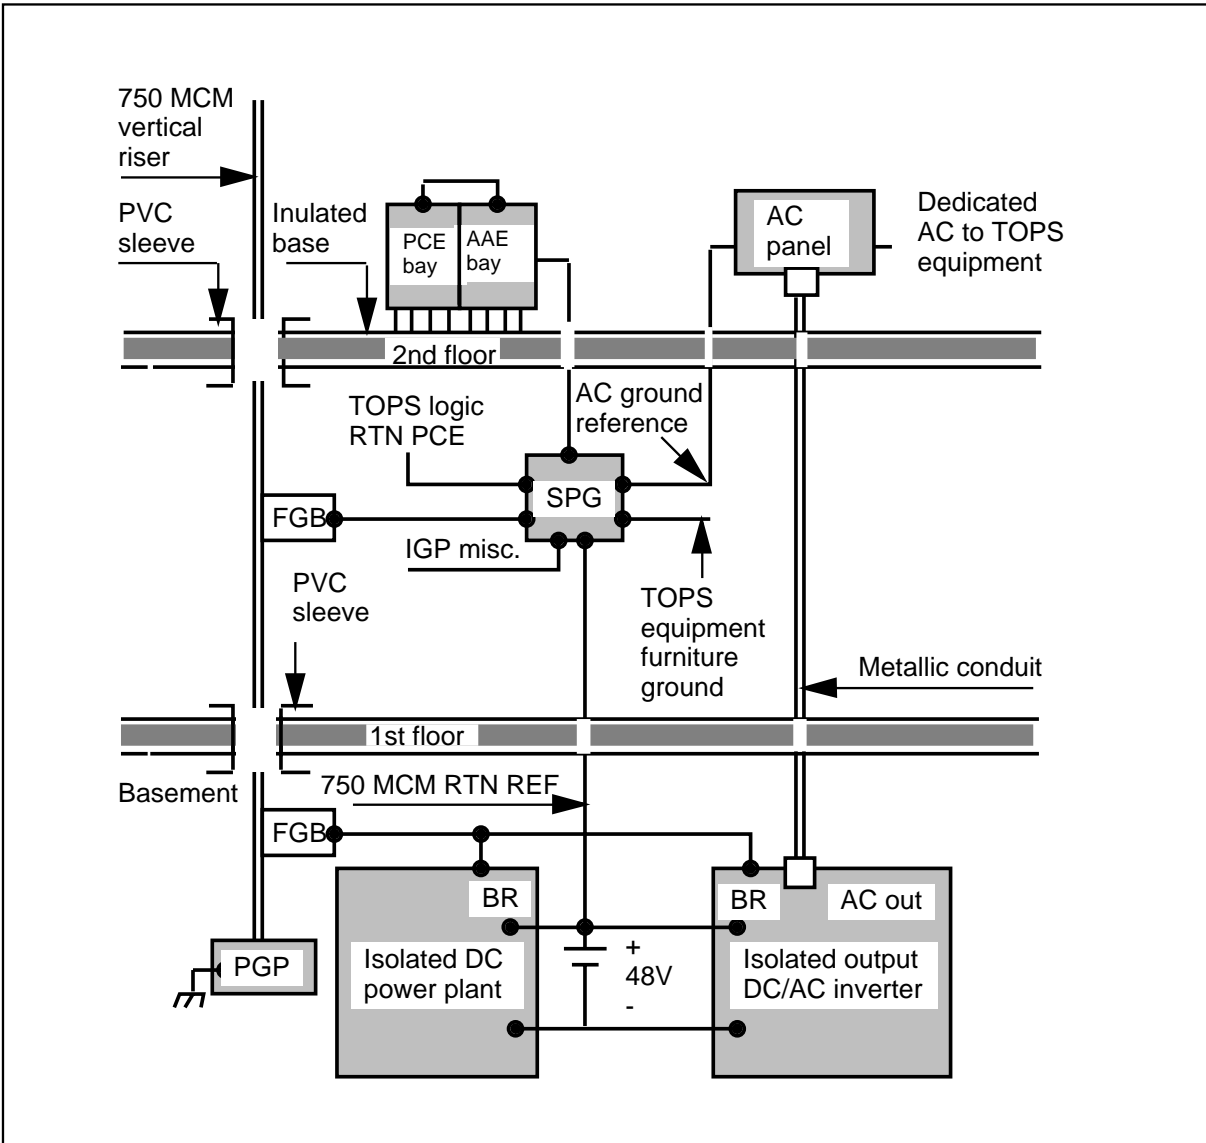 750 MCM
vertical
riser
PVC
sleeve
Inulated
base
PCE
bay
AAE
bay
AC
panel
Dedicated
AC to TOPS
equipment
2nd floor
TOPS logic
RTN PCE
AC ground
reference
SPG
FGB
IGP misc.
PVC
sleeve
TOPS
equipment
furniture
ground
Metallic conduit
1st floor
Basement
750 MCM RTN REF
FGB
BR
BR
AC out
PGP
Isolated DC
power plant
+
48V
-
Isolated output
DC/AC inverter